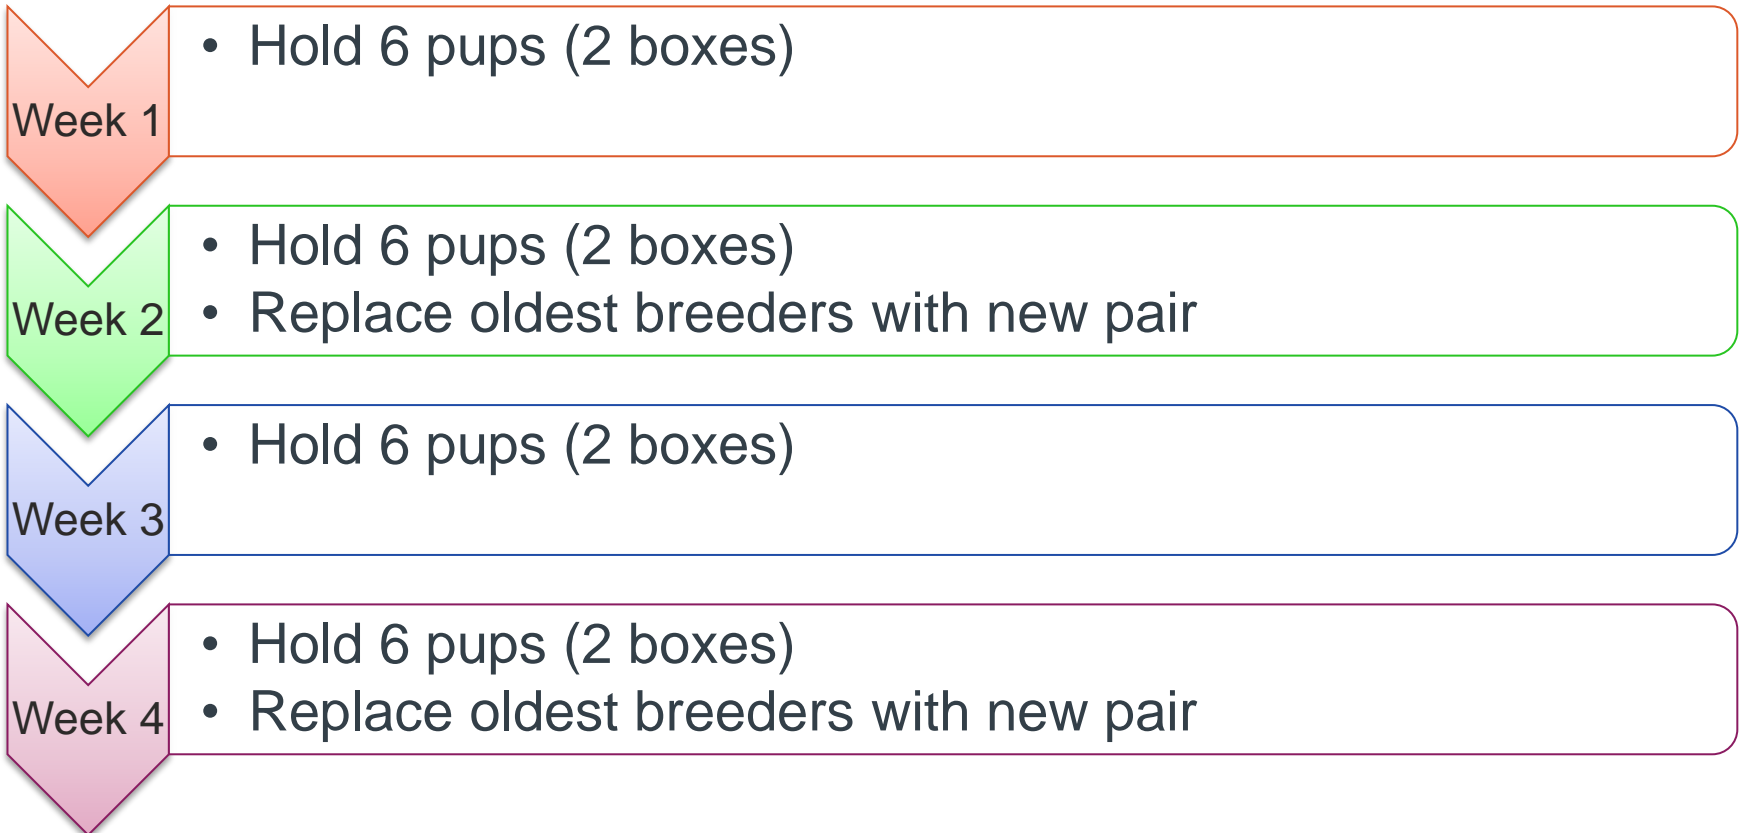 Week 1
• Hold 6 pups (2 boxes)
Week 2
• Hold 6 pups (2 boxes)
• Replace oldest breeders with new pair
Week 3
• Hold 6 pups (2 boxes)
Week 4
• Hold 6 pups (2 boxes)
• Replace oldest breeders with new pair